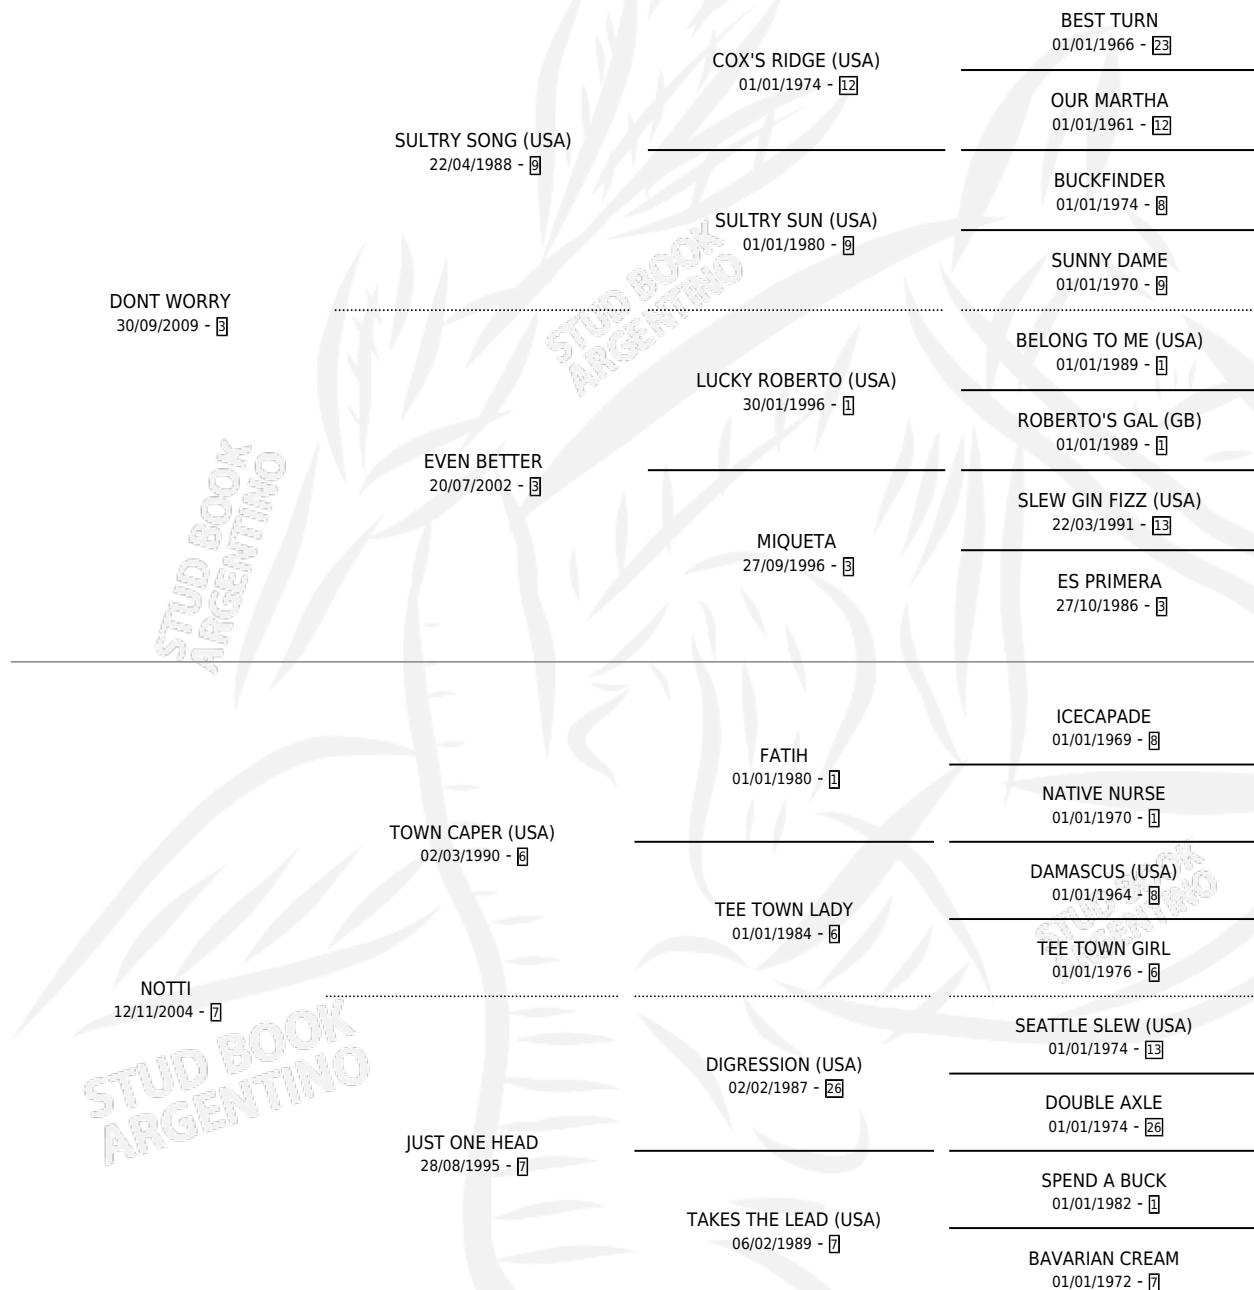 BEST TURN
01/01/1966 - 23
COX'S RIDGE (USA)
01/01/1974 - 12
OUR MARTHA
01/01/1961 - 12
SULTRY SONG (USA)
22/04/1988 - 9
BUCKFINDER
01/01/1974 - 8
SULTRY SUN (USA)
01/01/1980 - 9
SUNNY DAME
01/01/1970 - 9
DONT WORRY
30/09/2009 - 3
BELONG TO ME (USA)
01/01/1989 - 1
LUCKY ROBERTO (USA)
30/01/1996 - 1
ROBERTO'S GAL (GB)
01/01/1989 - 1
EVEN BETTER
20/07/2002 - 3
SLEW GIN FIZZ (USA)
22/03/1991 - 13
MIQUETA
27/09/1996 - 3
ES PRIMERA
27/10/1986 - 3
ICECAPADE
01/01/1969 - 8
FATIH
01/01/1980 - 1
NATIVE NURSE
01/01/1970 - 1
TOWN CAPER (USA)
02/03/1990 - 6
DAMASCUS (USA)
01/01/1964 - 8
TEE TOWN LADY
01/01/1984 - 6
TEE TOWN GIRL
01/01/1976 - 6
NOTTI
12/11/2004 - 7
SEATTLE SLEW (USA)
01/01/1974 - 13
DIGRESSION (USA)
02/02/1987 - 26
DOUBLE AXLE
01/01/1974 - 26
JUST ONE HEAD
28/08/1995 - 7
SPEND A BUCK
01/01/1982 - 1
TAKES THE LEAD (USA)
06/02/1989 - 7
BAVARIAN CREAM
01/01/1972 - 7
STUD BOOK
ARGENTINO
STUD BOOK
ARGENTINO
STUD BOOK
ARGENTINO
STUD BOOK
ARGENTINO